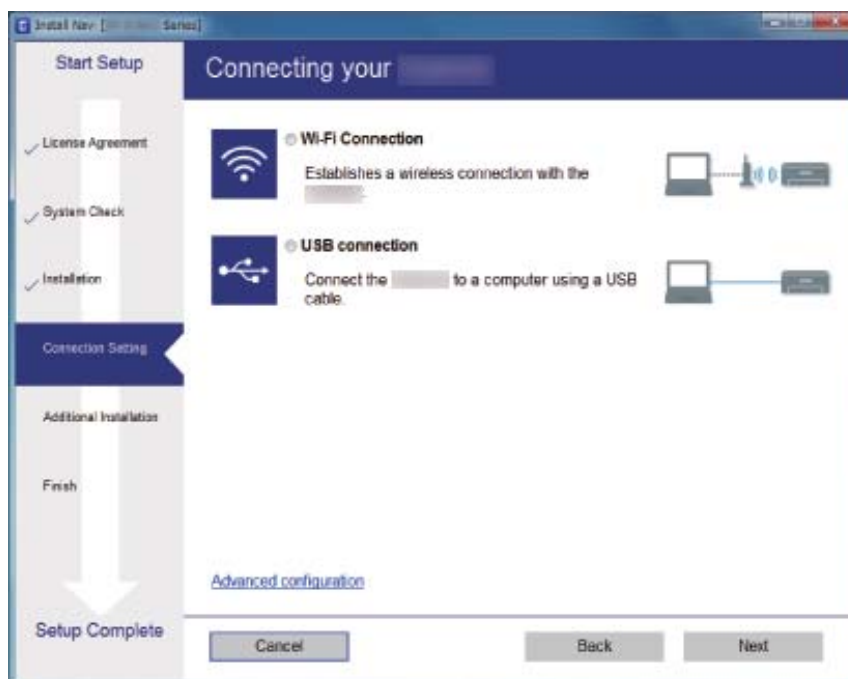 Install Navi [ Series]
Start Setup
License Agreement
System Check
Installation
Connection Setting
Additional Installation
Finish
Setup Complete
Connecting your
Wi-Fi Connection
Establishes a wireless connection with the
.
USB connection
Connect the to a computer using a USB
cable.
Advanced configuration
Cancel
Back
Next